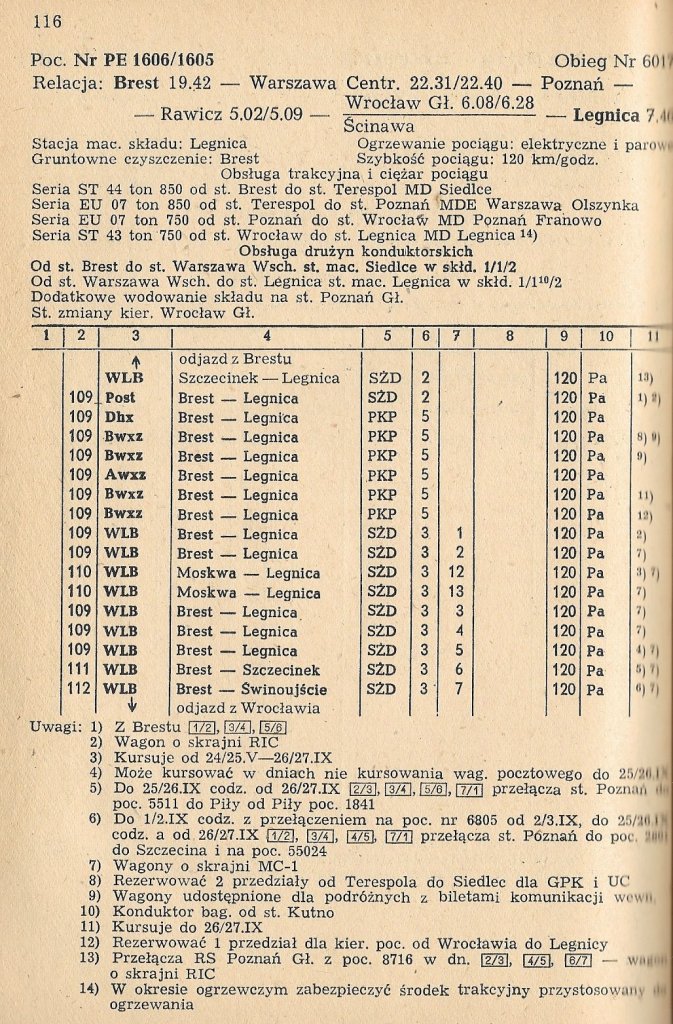 116
Poc. Nr PE 1606/1605 Obieg Nr 6017
Relacja: Brest 19.42 — Warszawa Centr. 22.31/22.40 — Poznań —
— Rawicz 5.02/5.09 — Wrocław Gł. 6.08/6.28 — Legnica
Ścinawa
Stacja mac. składu: Legnica Ogrzewanie pociągu: elektryczne i
Gruntowne czyszczenie: Brest Szybkość pociągu: 120 km/godz.
Obsługa trakcyjna i ciężar pociągu
Seria ST 44 ton 850 od st. Brest do st. Terespol MD Siedlce
Seria EU 07 ton 850 od st. Terespol do st. Poznań MDE Warszawa Olszynka
Seria EU 07 ton 750 od st. Poznań do st. Wrocław MD Poznań Franowo
Seria ST 43 ton 750 od st. Wrocław do st. Legnica MD Legnica 14)
Obsługa drużyn konduktorskich
Od st. Brest do st. Warszawa Wsch. st. mac. Siedlce w skłd. 1/1/2
Od st. Warszawa Wsch. do st. Legnica st. mac. Legnica w skłd. 1/1¹⁰/2
Dodatkowe wodowanie składu na st. Poznań Gł.
St. zmiany kier. Wrocław Gł.
1 2 3 4 5 6 7 8 9 10 11
↑ odjazd z Brestu
WLB Szczecinek — Legnica SŻD 2 120 Pa 13)
109 Post Brest — Legnica SŻD 2 120 Pa 1) 2)
109 Dhx Brest — Legnica PKP 5 120 Pa
109 Bwxz Brest — Legnica PKP 5 120 Pa 8) 9)
109 Bwxz Brest — Legnica PKP 5 120 Pa 9)
109 Awxz Brest — Legnica PKP 5 120 Pa
109 Bwxz Brest — Legnica PKP 5 120 Pa 11)
109 Bwxz Brest — Legnica PKP 5 120 Pa 12)
109 WLB Brest — Legnica SŻD 3 1 120 Pa 2)
109 WLB Brest — Legnica SŻD 3 2 120 Pa 7)
110 WLB Moskwa — Legnica SŻD 3 12 120 Pa 3) 7)
110 WLB Moskwa — Legnica SŻD 3 13 120 Pa 7)
109 WLB Brest — Legnica SŻD 3 3 120 Pa 7)
109 WLB Brest — Legnica SŻD 3 4 120 Pa 7)
109 WLB Brest — Legnica SŻD 3 5 120 Pa 4) 7)
111 WLB Brest — Szczecinek SŻD 3 6 120 Pa 5) 7)
112 WLB Brest — Świnoujście SŻD 3 7 120 Pa 6) 7)
↓ odjazd z Wrocławia
Uwagi: 1) Z Brestu 1/2, 3/4, 5/6
2) Wagon o skrajni RIC
3) Kursuje od 24/25.V—26/27.IX
4) Może kursować w dniach nie kursowania wag. pocztowego do
5) Do 25/26.IX codz. od 26/27.IX 2/3, 3/4, 5/6, 7/1 przełącza st. Poznań
poc. 5511 do Piły od Piły poc. 1841
6) Do 1/2.IX codz. z przełączeniem na poc. nr 6805 od 2/3.IX, do
codz. a od 26/27.IX 1/2, 3/4, 4/5, 7/1 przełącza st. Poznań do poc.
do Szczecina i na poc. 55024
7) Wagony o skrajni MC-1
8) Rezerwować 2 przedziały od Terespola do Siedlec dla GPK i UC
9) Wagony udostępnione dla podróżnych z biletami komunikacji
10) Konduktor bag. od st. Kutno
11) Kursuje do 26/27.IX
12) Rezerwować 1 przedział dla kier. poc. od Wrocławia do Legnicy
13) Przełącza RS Poznań Gł. z poc. 8716 w dn. 2/3, 4/5, 6/7 —
o skrajni RIC
14) W okresie ogrzewczym zabezpieczyć środek trakcyjny przystosowany
ogrzewania